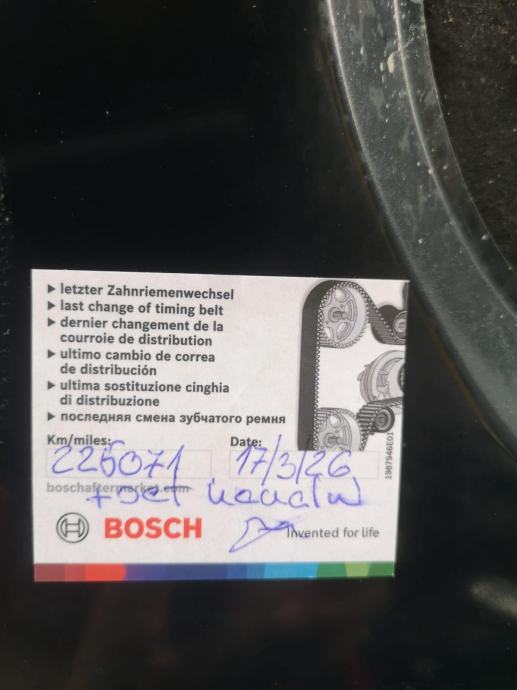 ▶ letzter Zahnriemenwechsel
▶ last change of timing belt
▶ dernier changement de la
courroie de distribution
▶ ultimo cambio de correa
de distribución
▶ ultima sostituzione cinghia
di distribuzione
▶ последняя смена зубчатого ремня
Km/miles: Date:
225071 17/3/26
boschaftermarket.com
BOSCH
Invented for life
1987946E01